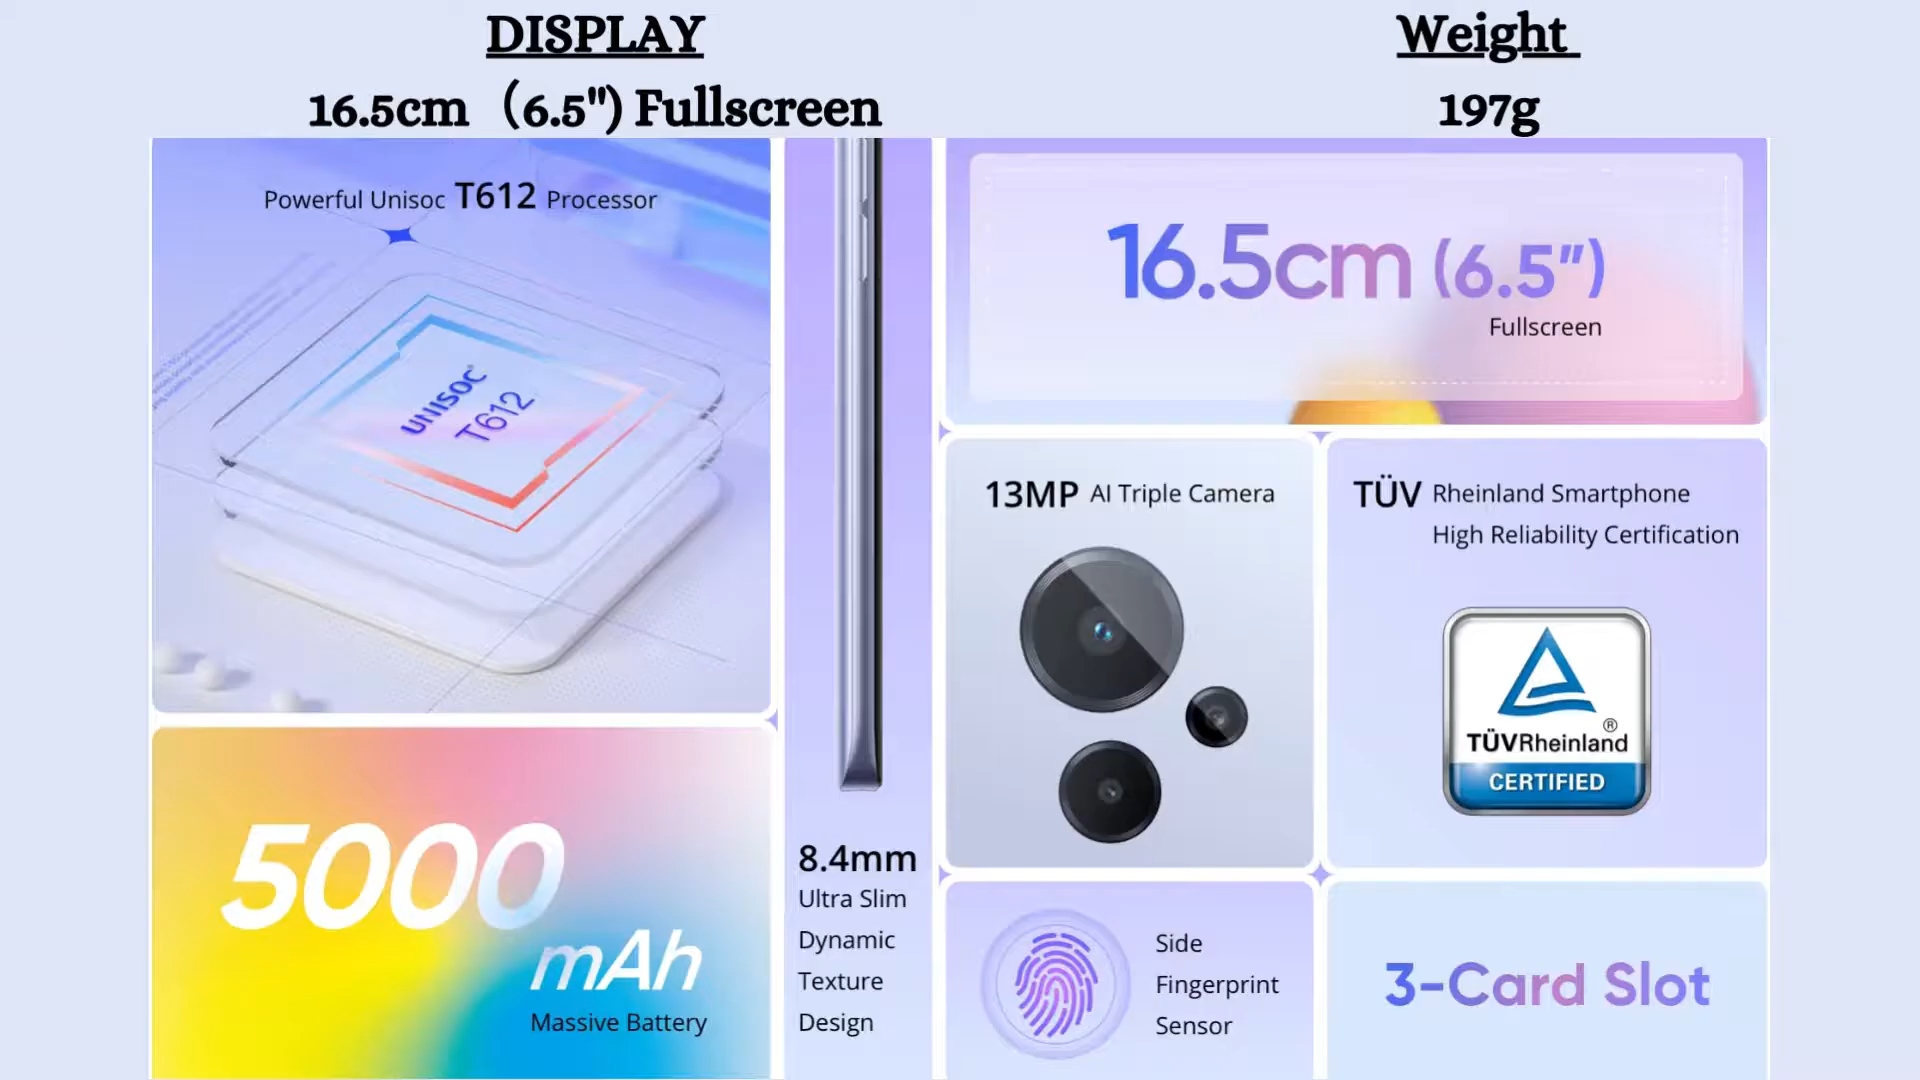 DISPLAY
16.5cm（6.5") Fullscreen
Weight
197g
Powerful Unisoc T612 Processor
UNISOC®
T612
5000
mAh
Massive Battery
8.4mm
Ultra Slim
Dynamic
Texture
Design
16.5cm (6.5")
Fullscreen
13MP AI Triple Camera
TÜV Rheinland Smartphone
High Reliability Certification
®
TÜVRheinland
CERTIFIED
Side
Fingerprint
Sensor
3-Card Slot